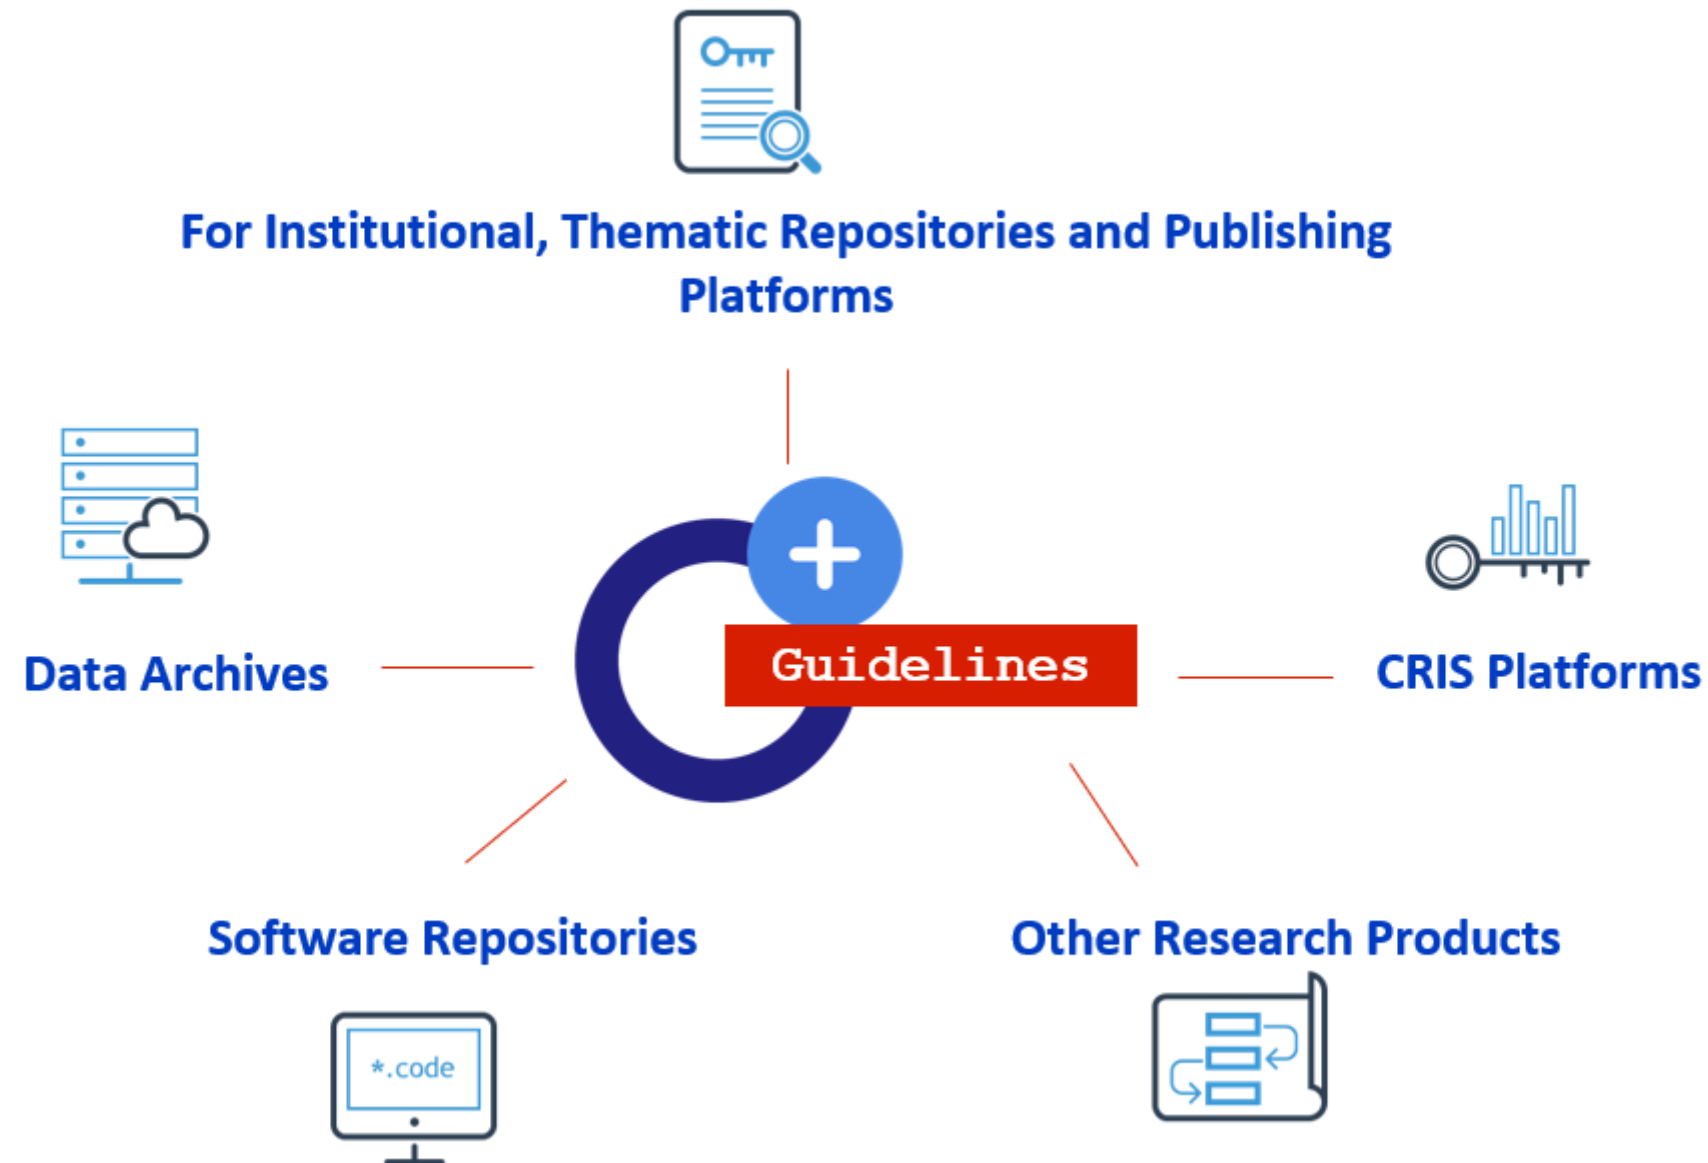 For Institutional, Thematic Repositories and Publishing
Platforms
Data Archives
Guidelines
CRIS Platforms
Software Repositories
Other Research Products
*.code